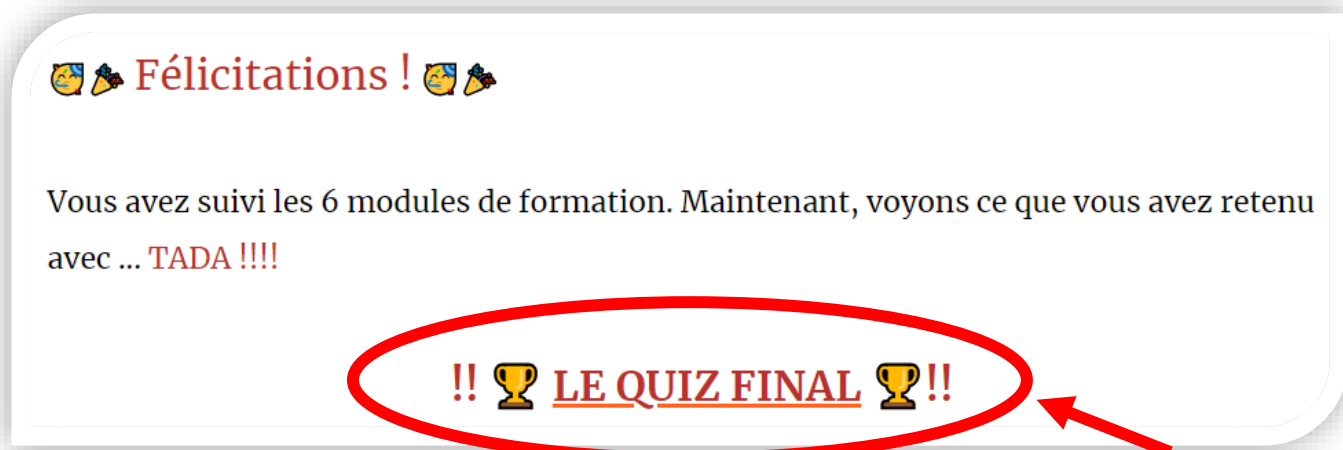 🥳🎉 Félicitations ! 🥳🎉
Vous avez suivi les 6 modules de formation. Maintenant, voyons ce que vous avez retenu
avec ... TADA !!!!
!! 🏆 LE QUIZ FINAL 🏆!!